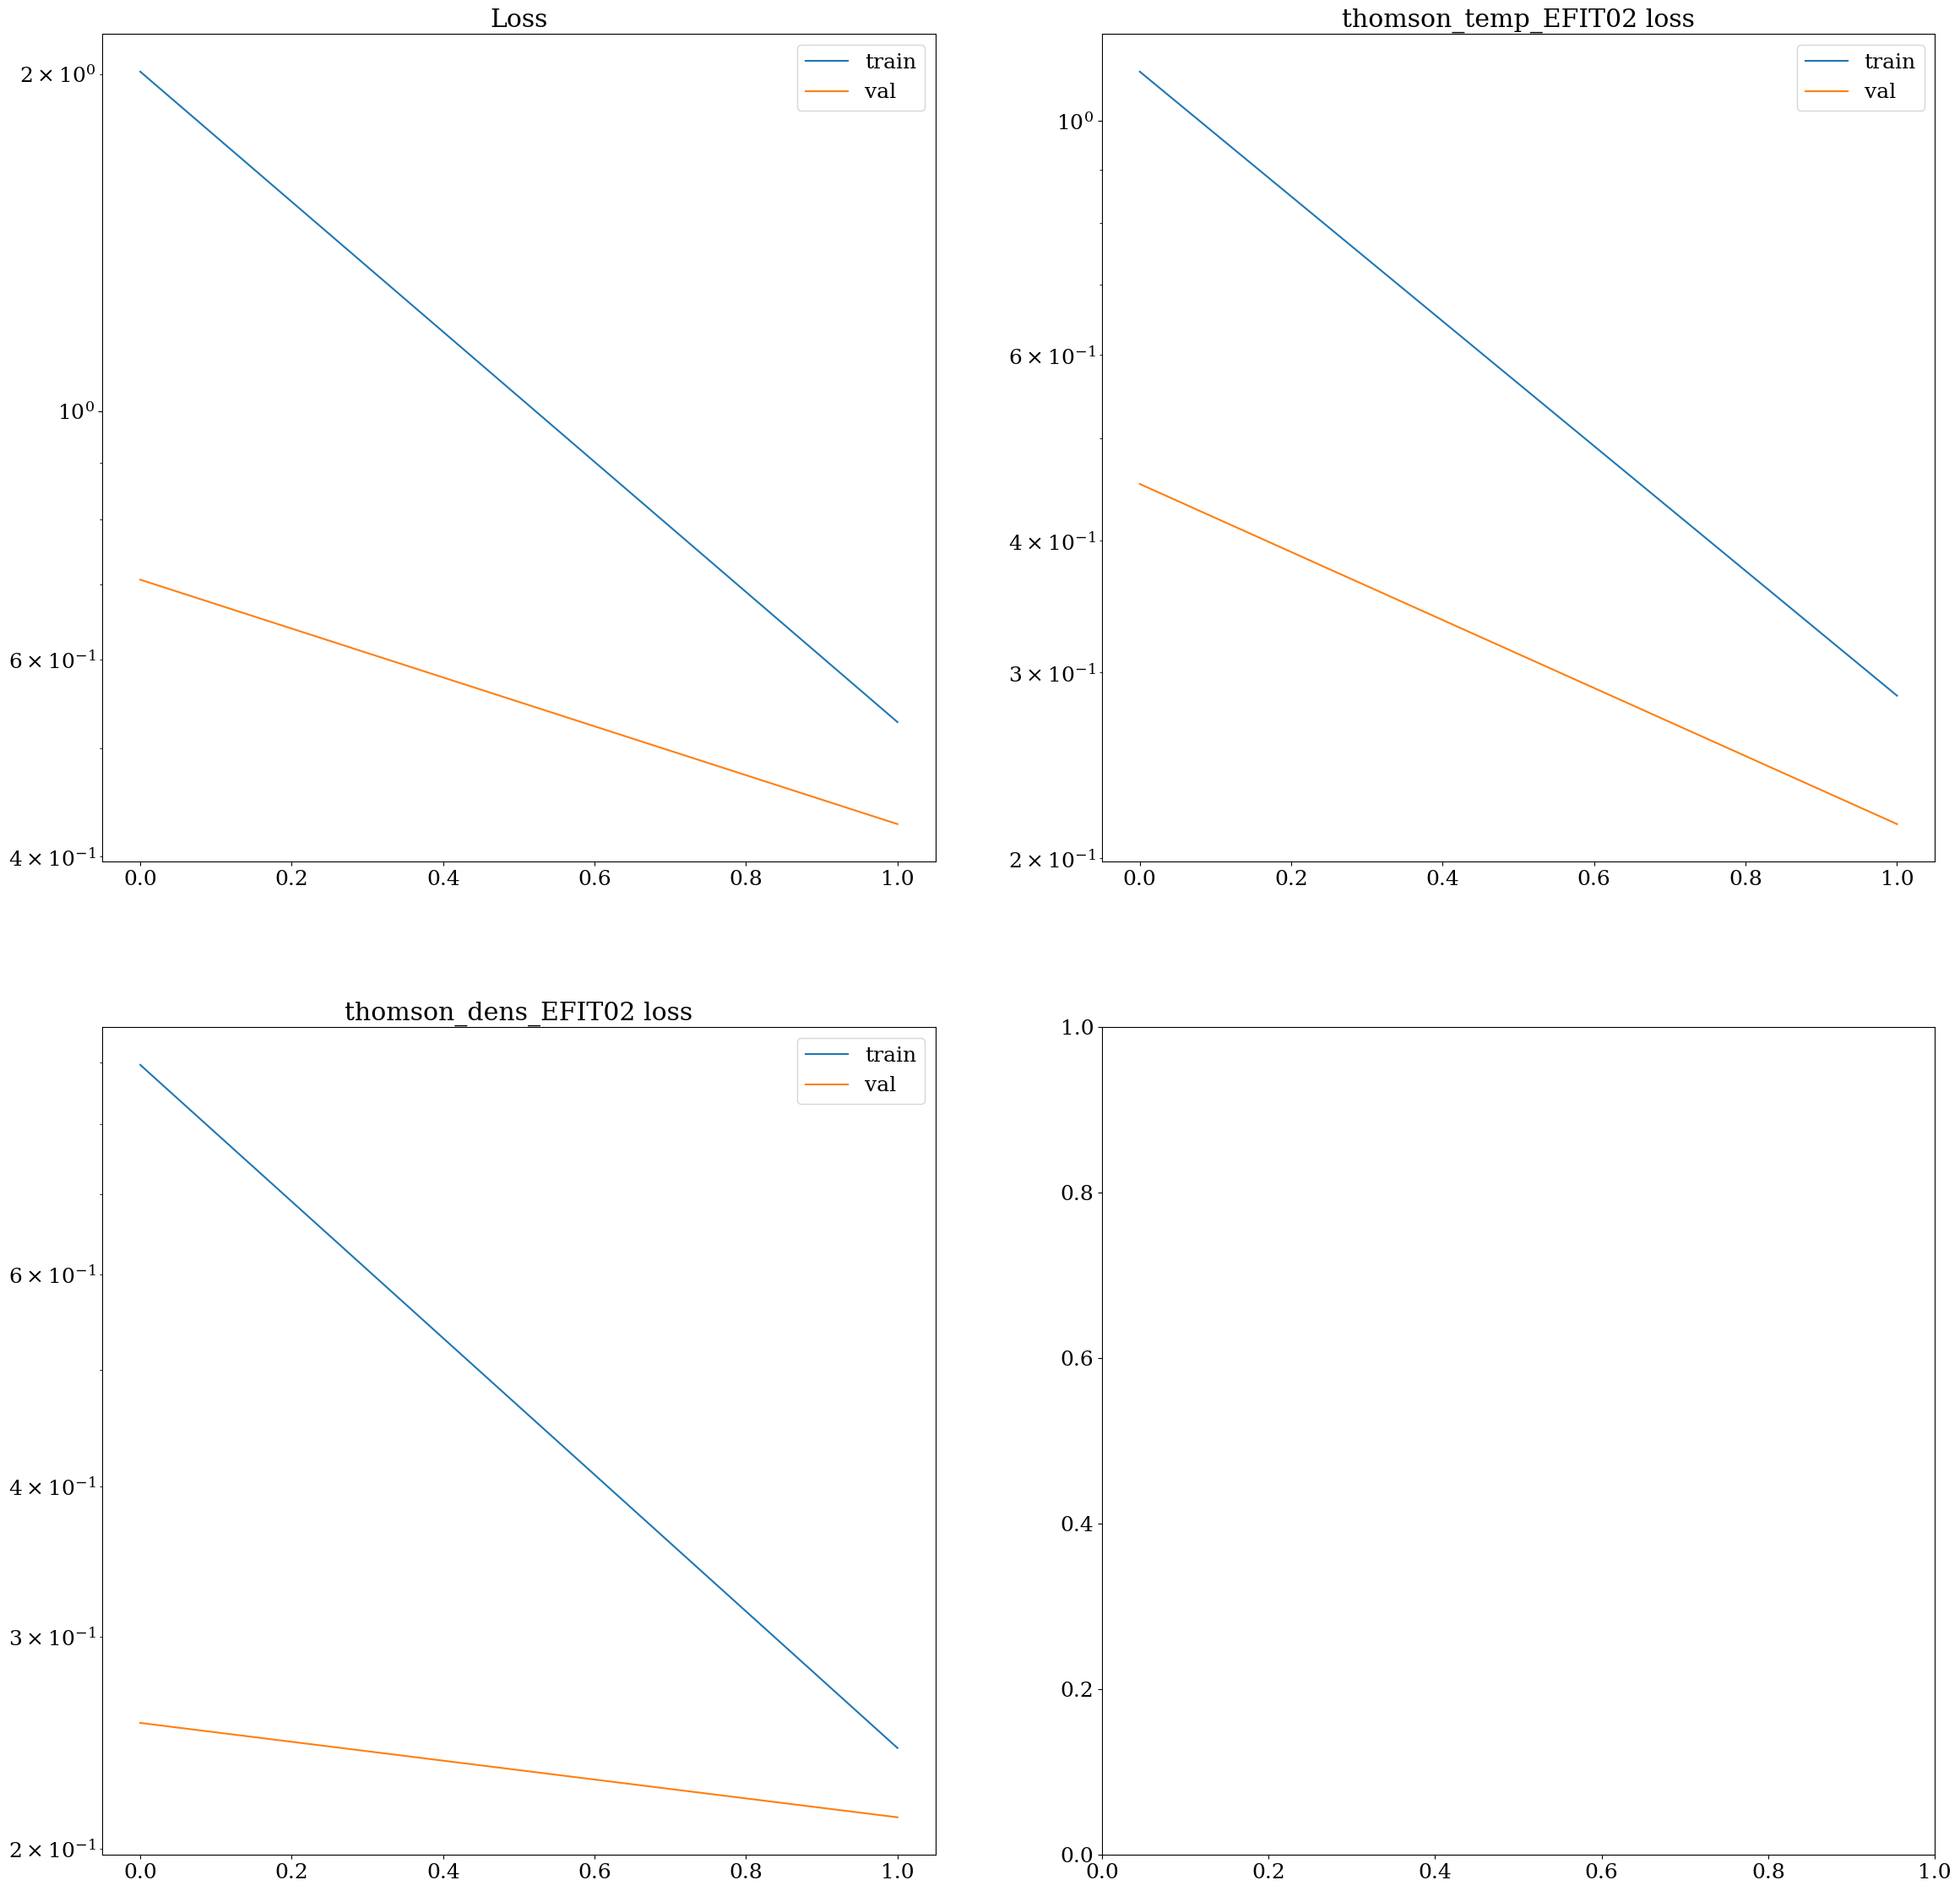 Loss
train
val
2 × 10⁰
10⁰
6 × 10⁻¹
4 × 10⁻¹
0.0 0.2 0.4 0.6 0.8 1.0
thomson_temp_EFIT02 loss
train
val
10⁰
6 × 10⁻¹
4 × 10⁻¹
3 × 10⁻¹
2 × 10⁻¹
0.0 0.2 0.4 0.6 0.8 1.0
thomson_dens_EFIT02 loss
train
val
6 × 10⁻¹
4 × 10⁻¹
3 × 10⁻¹
2 × 10⁻¹
0.0 0.2 0.4 0.6 0.8 1.0
1.0
0.8
0.6
0.4
0.2
0.0
0.0 0.2 0.4 0.6 0.8 1.0